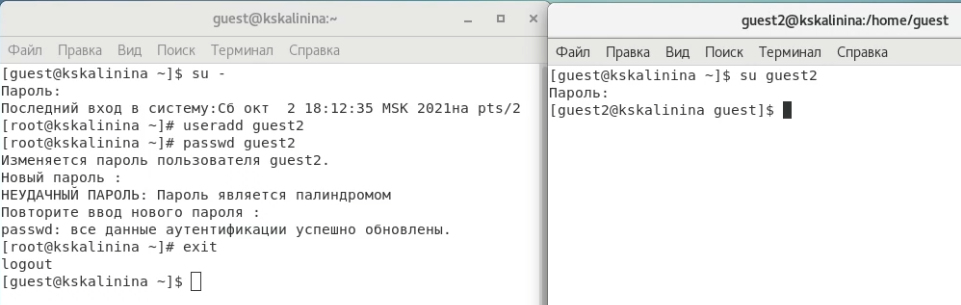 guest@kskalinina:~
Файл Правка Вид Поиск Терминал Справка
[guest@kskalinina ~]$ su -
Пароль:
Последний вход в систему:Сб окт  2 18:12:35 MSK 2021на pts/2
[root@kskalinina ~]# useradd guest2
[root@kskalinina ~]# passwd guest2
Изменяется пароль пользователя guest2.
Новый пароль :
НЕУДАЧНЫЙ ПАРОЛЬ: Пароль является палиндромом
Повторите ввод нового пароля :
passwd: все данные аутентификации успешно обновлены.
[root@kskalinina ~]# exit
logout
[guest@kskalinina ~]$
guest2@kskalinina:/home/guest
Файл Правка Вид Поиск Терминал Справка
[guest@kskalinina ~]$ su guest2
Пароль:
[guest2@kskalinina guest]$